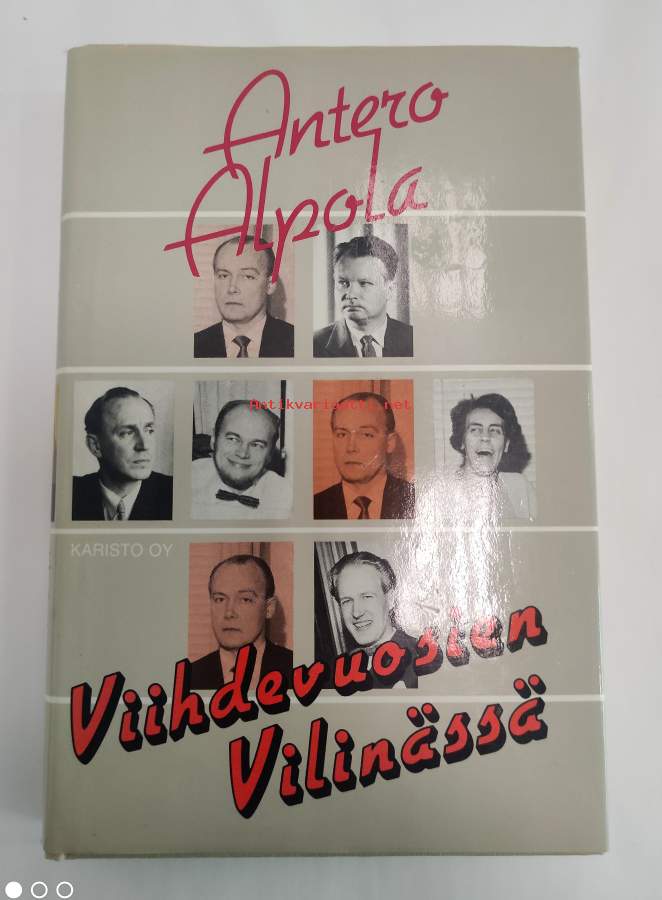 Antero
Alpola
Antikvariaatti.net
KARISTO OY
Viihdevuosien
Vilinässä